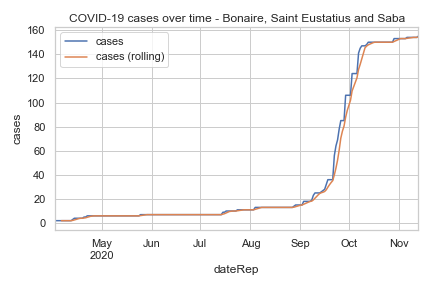 COVID-19 cases over time - Bonaire, Saint Eustatius and Saba
cases
cases (rolling)
160
140
120
100
80
60
40
20
0
cases
May Jun Jul Aug Sep Oct Nov
2020
dateRep